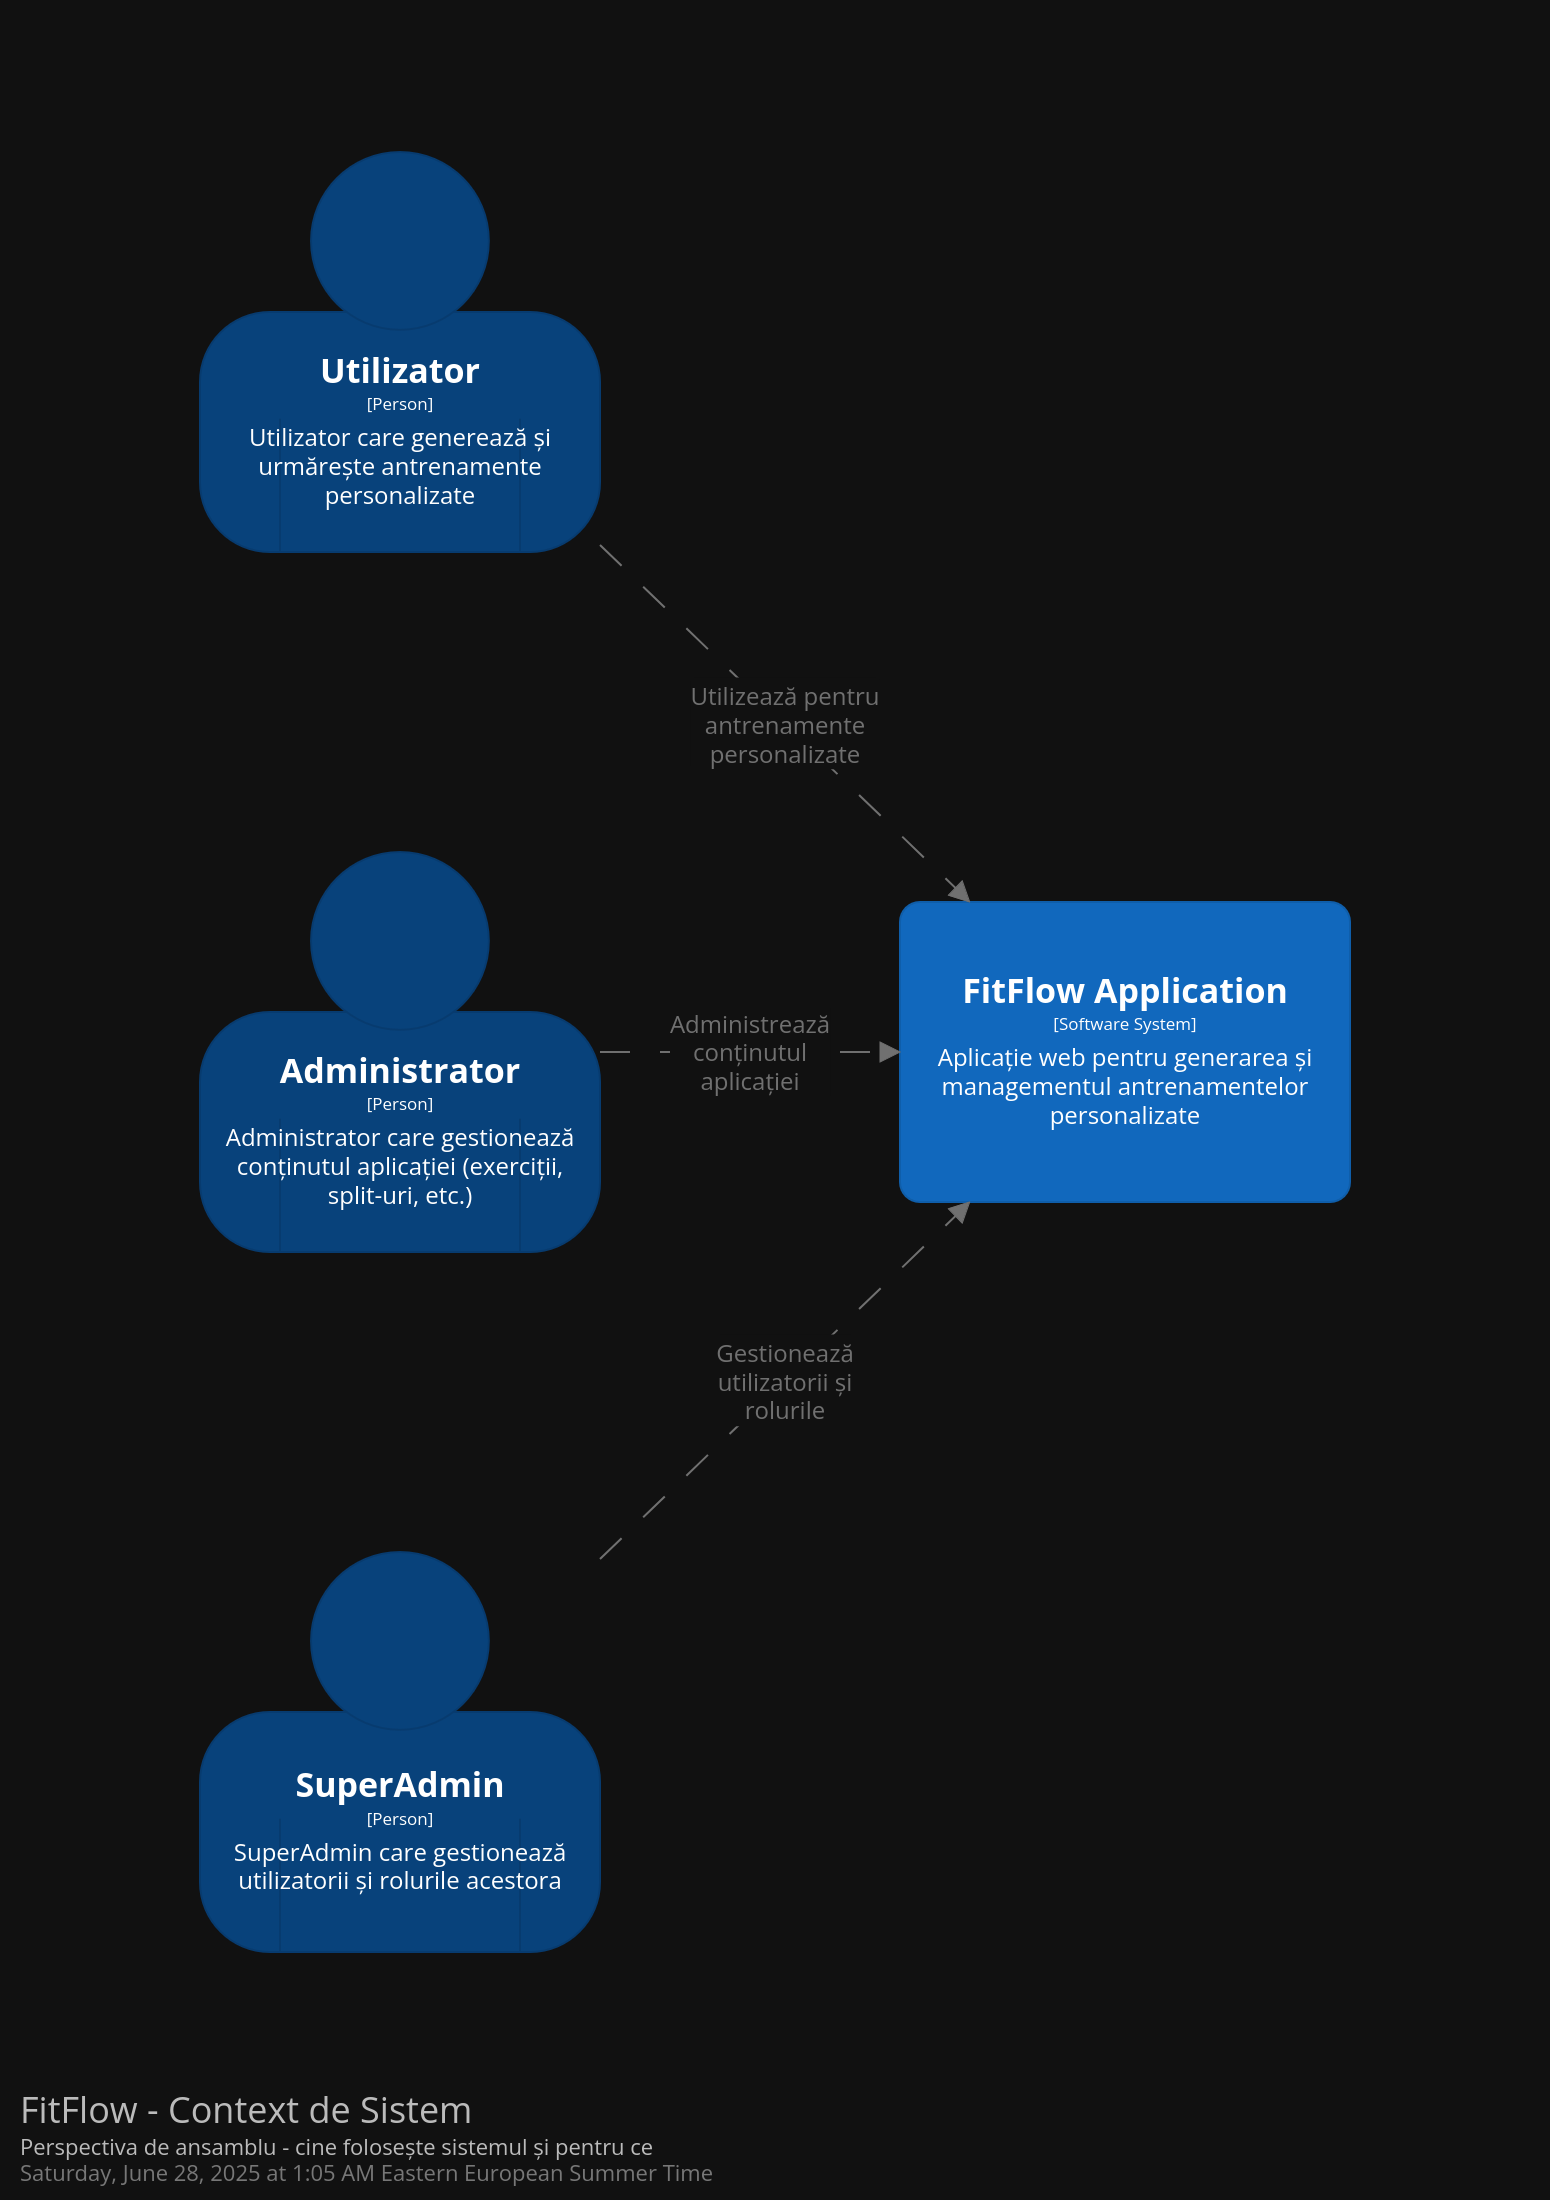 Utilizator
[Person]
Utilizator care generează și
urmărește antrenamente
personalizate
Utilizează pentru
antrenamente
personalizate
Administrator
[Person]
Administrator care gestionează
conținutul aplicației (exerciții,
split-uri, etc.)
Administrează
conținutul
aplicației
FitFlow Application
[Software System]
Aplicație web pentru generarea și
managementul antrenamentelor
personalizate
Gestionează
utilizatorii și
rolurile
SuperAdmin
[Person]
SuperAdmin care gestionează
utilizatorii și rolurile acestora
FitFlow - Context de Sistem
Perspectiva de ansamblu - cine folosește sistemul și pentru ce
Saturday, June 28, 2025 at 1:05 AM Eastern European Summer Time